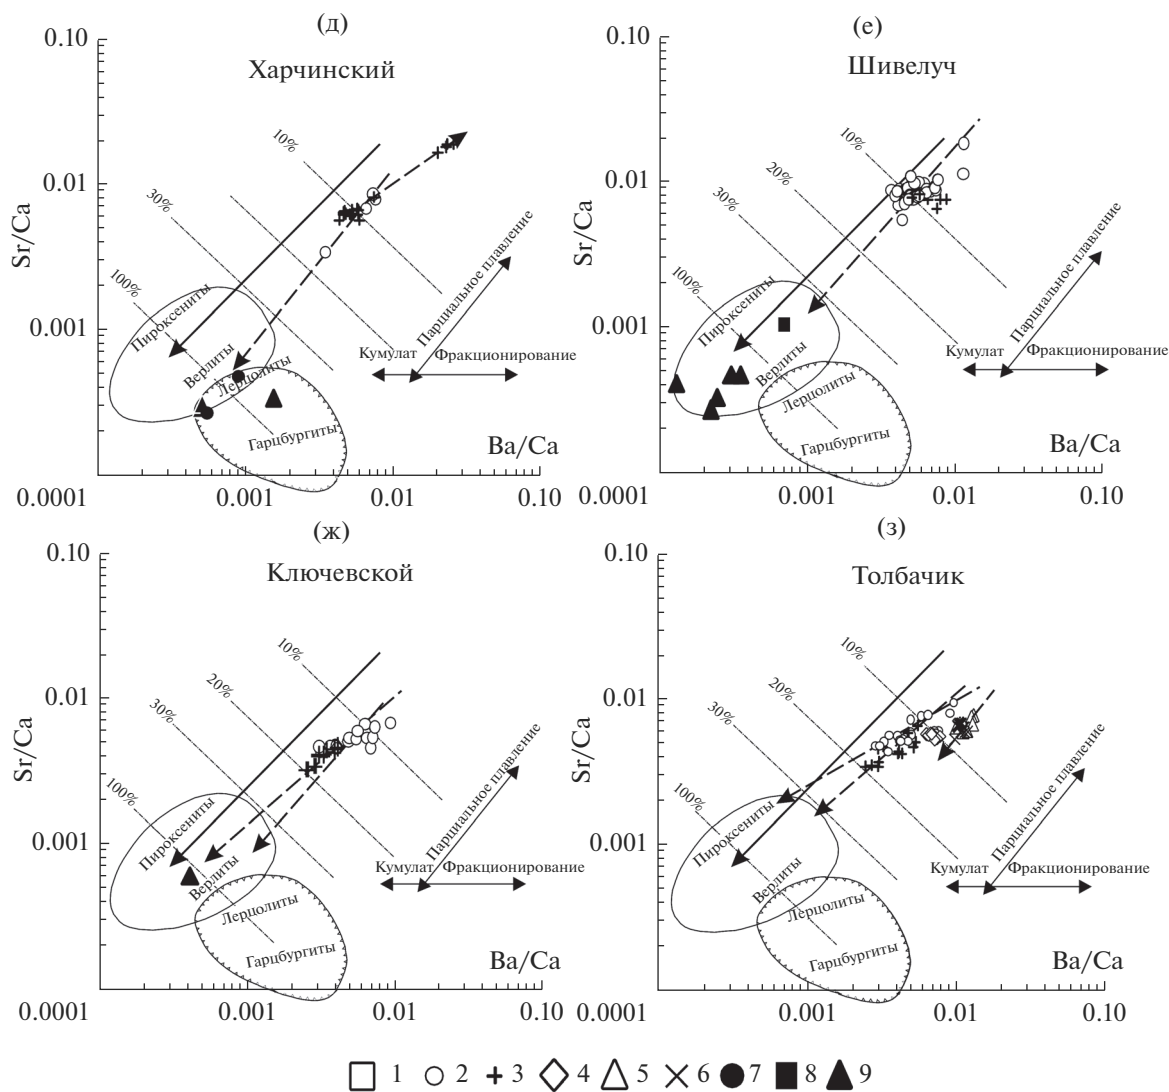 (д)
0.10
Харчинский
10%
0.01
30%
Sr/Ca
100%
Пироксениты
Парциальное плавление
0.001
Верлиты
Лерцолиты
Кумулат
Фракционирование
Гарцбургиты
Ba/Ca
0.0001
0.001
0.01
0.10
(е)
0.10
Шивелуч
10%
20%
0.01
30%
Sr/Ca
100%
Пироксениты
Парциальное плавление
0.001
Верлиты
Лерцолиты
Кумулат
Фракционирование
Гарцбургиты
Ba/Ca
0.001
0.01
0.10
(ж)
0.10
Ключевской
10%
20%
0.01
30%
Sr/Ca
100%
Пироксениты
Парциальное плавление
0.001
Верлиты
Лерцолиты
Кумулат
Фракционирование
Гарцбургиты
Ba/Ca
0.0001
0.001
0.01
0.10
(з)
0.10
Толбачик
10%
20%
0.01
30%
Sr/Ca
100%
Пироксениты
Парциальное плавление
0.001
Верлиты
Лерцолиты
Кумулат
Фракционирование
Гарцбургиты
Ba/Ca
0.0001
0.001
0.01
0.10
1 2 3 4 5 6 7 8 9